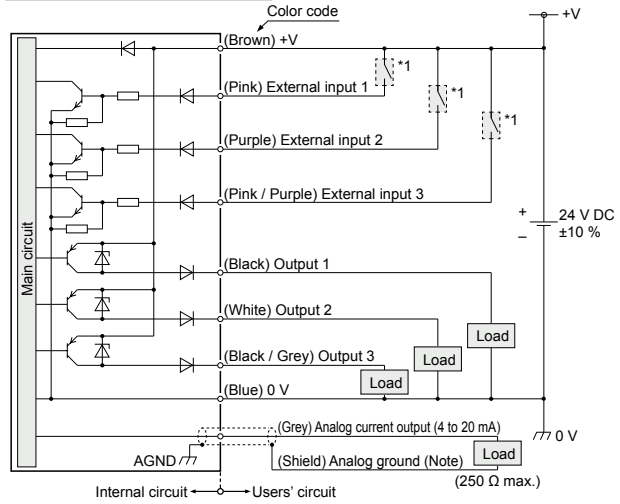 Color code
+V
(Brown) +V
*1
(Pink) External input 1
*1
(Purple) External input 2
*1
(Pink / Purple) External input 3
+
24 V DC
±10 %
–
Main circuit
(Black) Output 1
(White) Output 2
Load
(Black / Grey) Output 3
Load
Load
(Blue) 0 V
(Grey) Analog current output (4 to 20 mA)
0 V
AGND
(Shield) Analog ground (Note)
Load
(250 Ω max.)
Internal circuit
Users' circuit